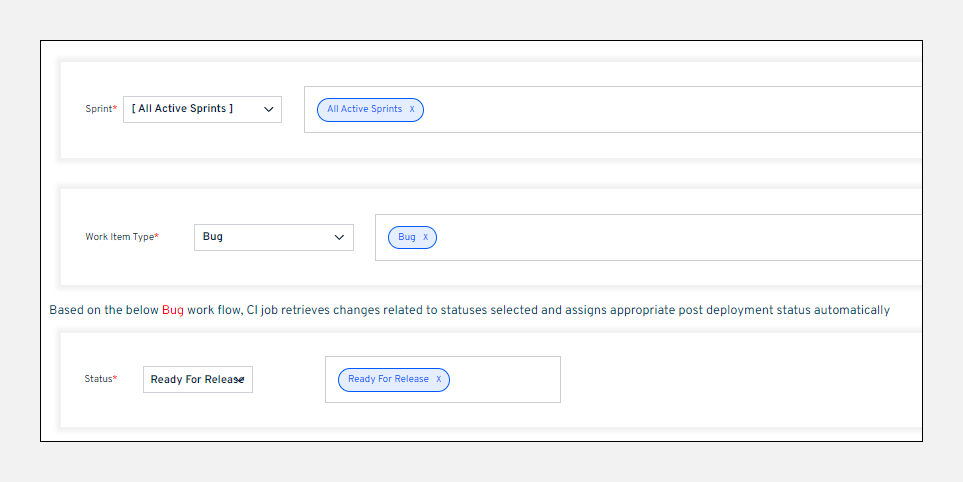 Sprint* [ All Active Sprints ] All Active Sprints X
Work Item Type* Bug Bug X
Based on the below Bug work flow, CI job retrieves changes related to statuses selected and assigns appropriate post deployment status automatically
Status* Ready For Release Ready For Release X